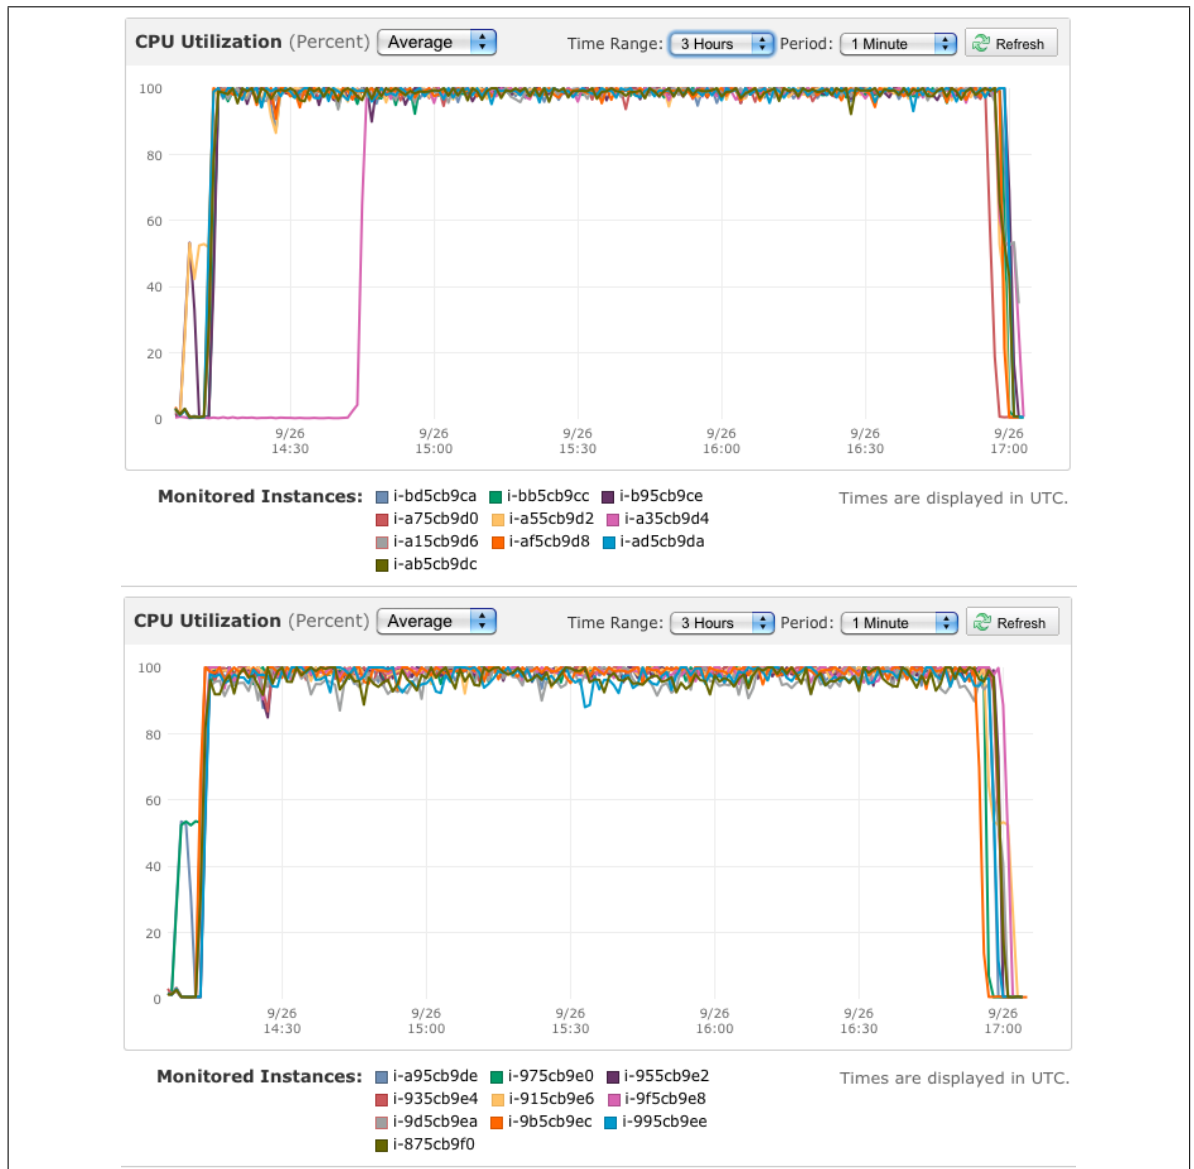 CPU Utilization (Percent) Average Time Range: 3 Hours Period: 1 Minute Refresh
100
80
60
40
20
0
9/26 9/26 9/26 9/26 9/26 9/26
14:30 15:00 15:30 16:00 16:30 17:00
Monitored Instances: i-bd5cb9ca i-bb5cb9cc i-b95cb9ce Times are displayed in UTC.
i-a75cb9d0 i-a55cb9d2 i-a35cb9d4
i-a15cb9d6 i-af5cb9d8 i-ad5cb9da
i-ab5cb9dc
CPU Utilization (Percent) Average Time Range: 3 Hours Period: 1 Minute Refresh
100
80
60
40
20
0
9/26 9/26 9/26 9/26 9/26 9/26
14:30 15:00 15:30 16:00 16:30 17:00
Monitored Instances: i-a95cb9de i-975cb9e0 i-955cb9e2 Times are displayed in UTC.
i-935cb9e4 i-915cb9e6 i-9f5cb9e8
i-9d5cb9ea i-9b5cb9ec i-995cb9ee
i-875cb9f0